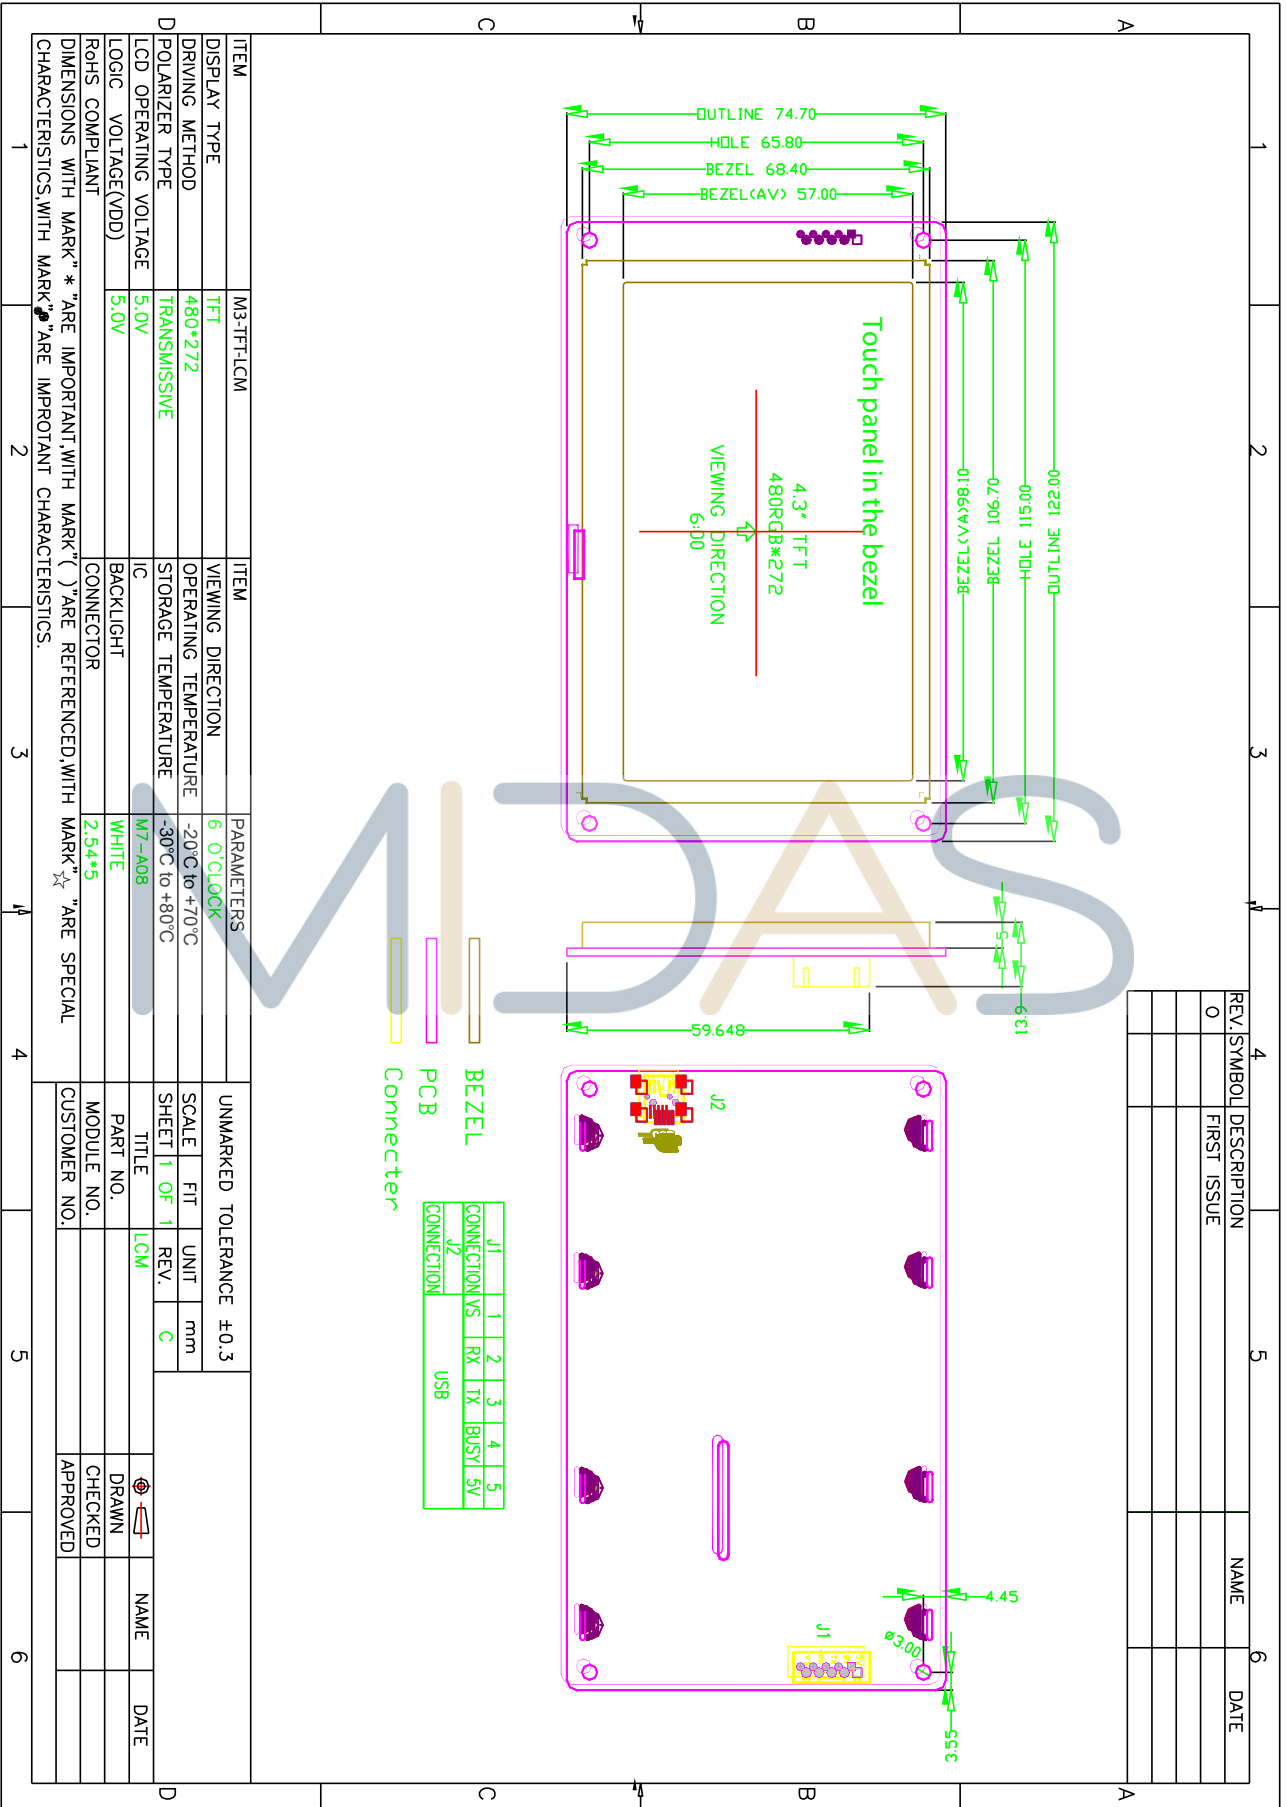 1
2
3
4
5
6
A
B
C
D
REV.
SYMBOL
DESCRIPTION
NAME
DATE
0
FIRST ISSUE
OUTLINE 122.00
HOLE 115.00
BEZEL 106.70
BEZEL(VA)98.10
OUTLINE 74.70
HOLE 65.80
BEZEL 68.40
BEZEL(AV) 57.00
Touch panel in the bezel
4.3" TFT
480RGB*272
VIEWING DIRECTION
6:00
5
13.9
59.648
4.45
ø3.00
3.55
J1
J2
BEZEL
PCB
Connecter
J1 1 2 3 4 5
CONNECTION VS RX TX BUSY 5V
J2
CONNECTION
USB
MIDAS
ITEM M3-TFT-LCM ITEM PARAMETERS
DISPLAY TYPE TFT VIEWING DIRECTION 6 O'CLOCK
DRIVING METHOD 480*272 OPERATING TEMPERATURE -20°C to +70°C
POLARIZER TYPE TRANSMISSIVE STORAGE TEMPERATURE -30°C to +80°C
LCD OPERATING VOLTAGE 5.0V IC M7-A08
LOGIC VOLTAGE(VDD) 5.0V BACKLIGHT WHITE
RoHS COMPLIANT CONNECTOR 2.54*5
DIMENSIONS WITH MARK" * "ARE IMPORTANT,WITH MARK"( )"ARE REFERENCED,WITH MARK" ☆ "ARE SPECIAL
CHARACTERISTICS,WITH MARK" "ARE IMPROTANT CHARACTERISTICS.
UNMARKED TOLERANCE ±0.3
SCALE FIT UNIT mm
SHEET 1 OF 1 REV. C
TITLE LCM NAME DATE
PART NO. DRAWN
MODULE NO. CHECKED
CUSTOMER NO. APPROVED
1
2
3
4
5
6
A
B
C
D